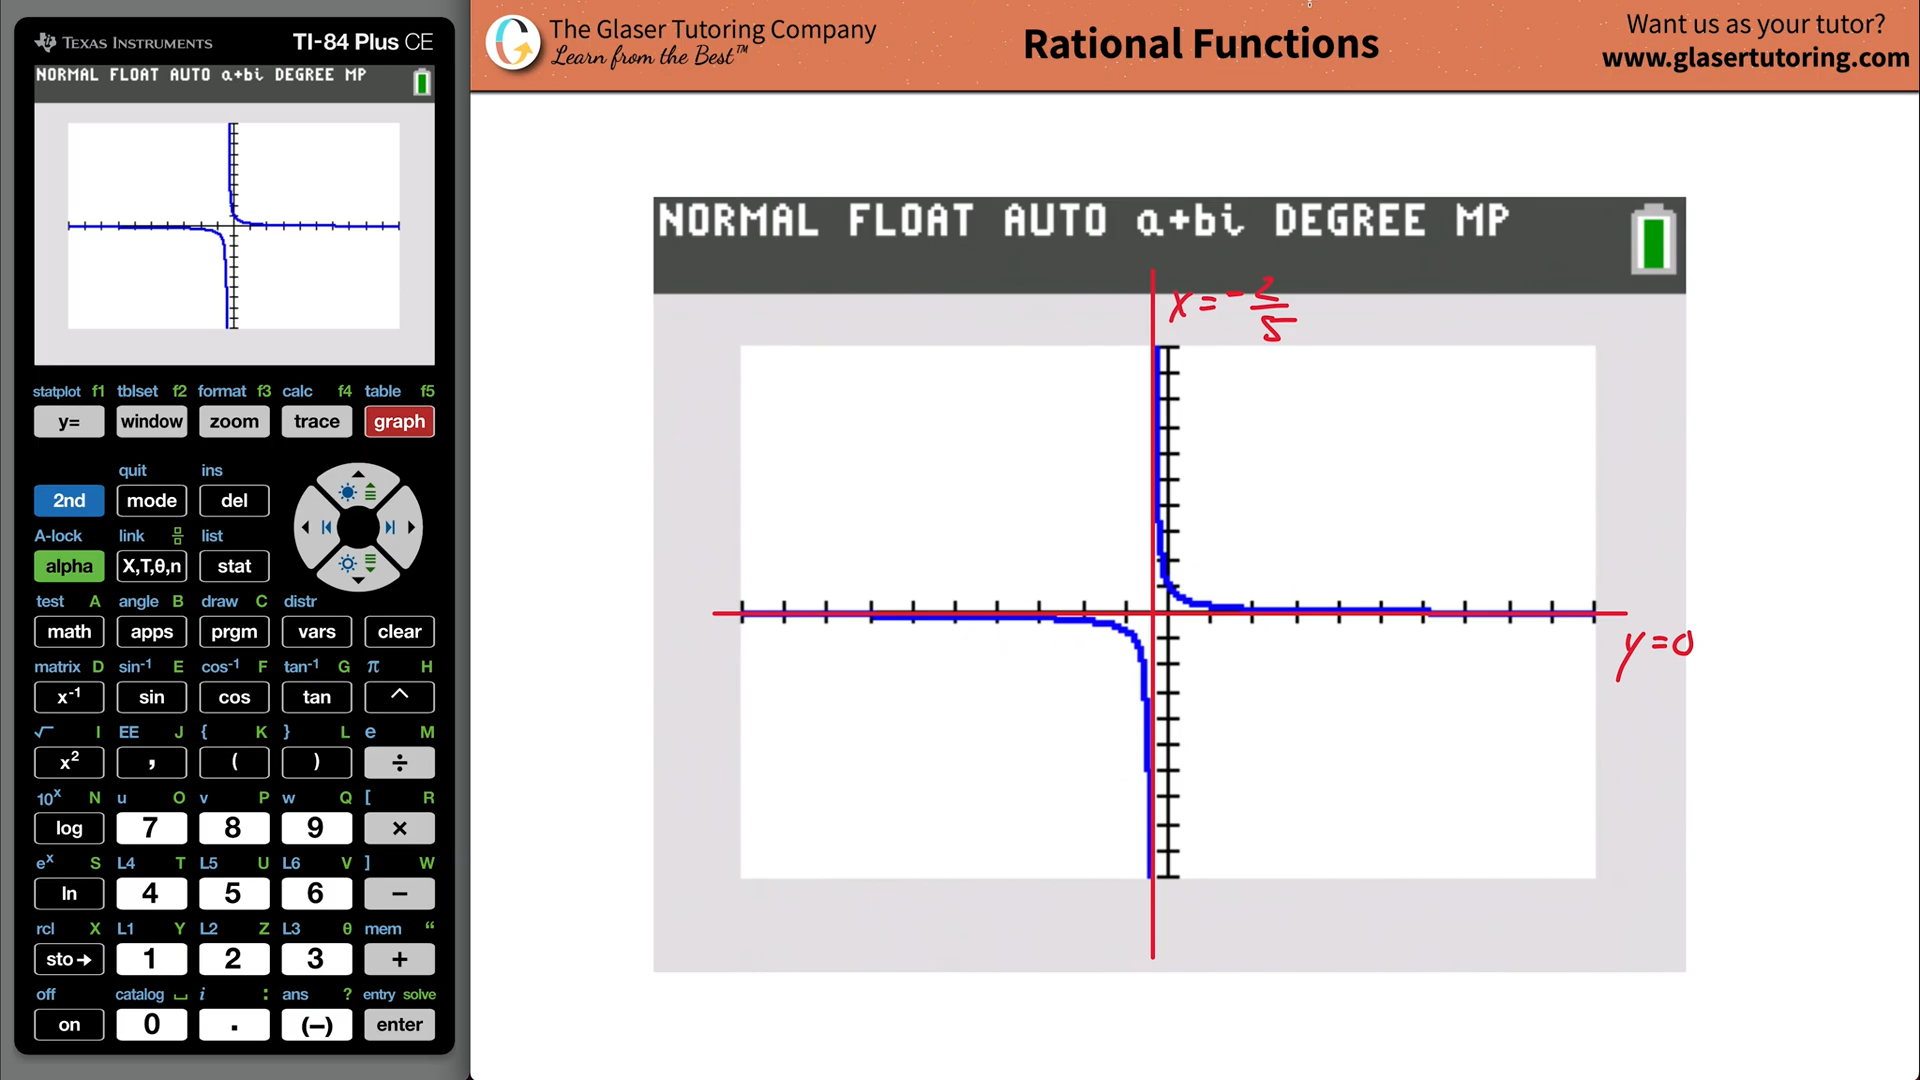 TEXAS INSTRUMENTS TI-84 Plus CE
NORMAL FLOAT AUTO a+bi DEGREE MP
statplot f1 tblset f2 format f3 calc f4 table f5
y= window zoom trace graph
quit ins
2nd mode del
A-lock link list
alpha X,T,θ,n stat
test A angle B draw C distr
math apps prgm vars clear
matrix D sin⁻¹ E cos⁻¹ F tan⁻¹ G π H
x⁻¹ sin cos tan ^
√ I EE J { K } L e M
x² , ( ) ÷
10ˣ N u O v P w Q [ R
log 7 8 9 ×
eˣ S L4 T L5 U L6 V ] W
ln 4 5 6 −
rcl X L1 Y L2 Z L3 θ mem "
sto→ 1 2 3 +
off catalog ⎵ i : ans ? entry solve
on 0 . (–) enter
The Glaser Tutoring Company
Learn from the Best™
Rational Functions
Want us as your tutor?
www.glasertutoring.com
NORMAL FLOAT AUTO a+bi DEGREE MP
x = -2/5
y = 0